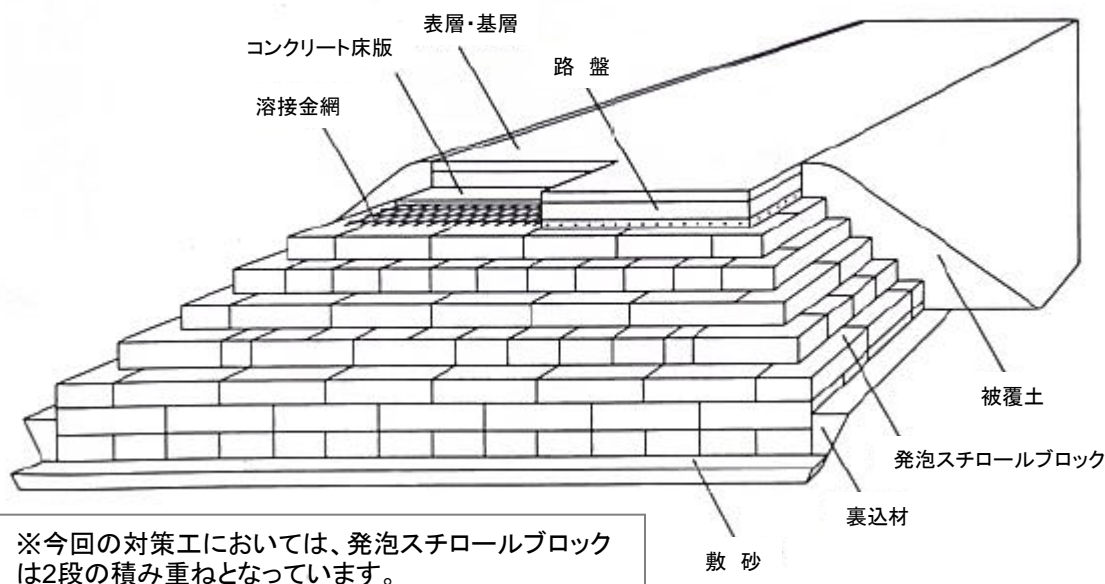 表層・基層
コンクリート床版
路 盤
溶接金網
被覆土
発泡スチロールブロック
裏込材
敷 砂
※今回の対策工においては、発泡スチロールブロック
は2段の積み重ねとなっています。